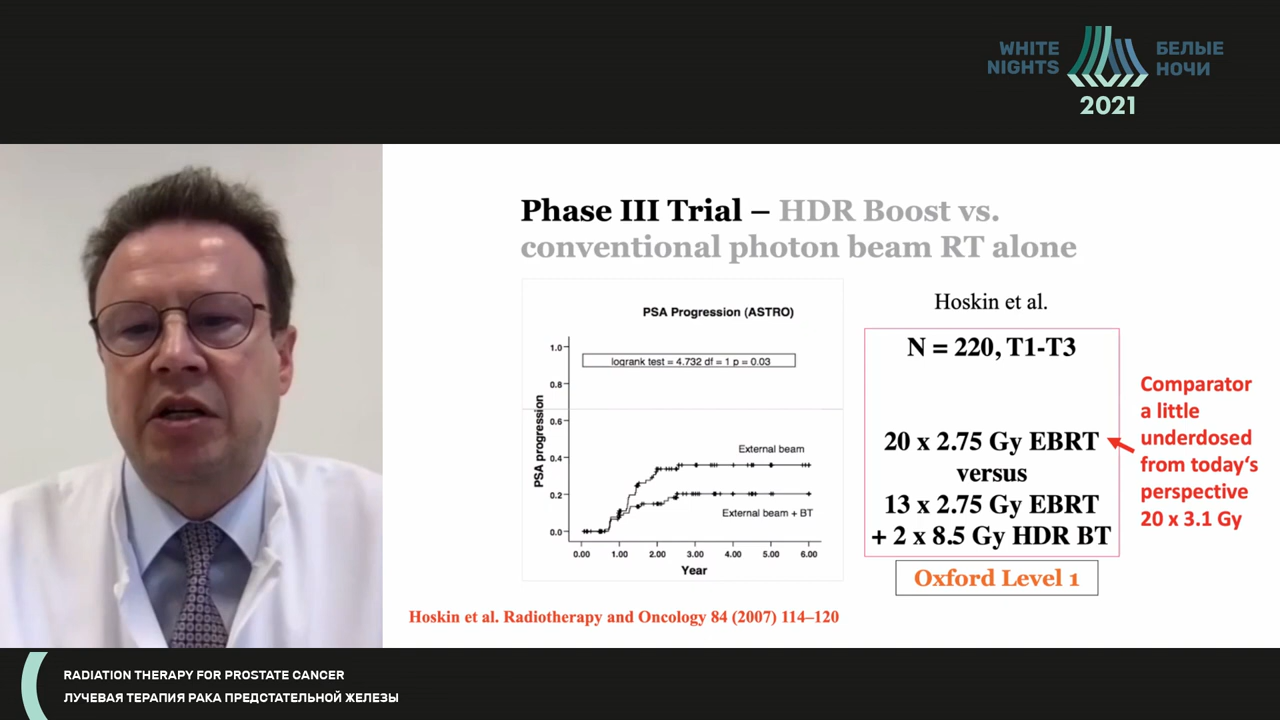 WHITE
NIGHTS
БЕЛЫЕ
НОЧИ
2021
Phase III Trial – HDR Boost vs.
conventional photon beam RT alone
PSA Progression (ASTRO)
logrank test = 4.732 df = 1 p = 0.03
PSA progression
1.0
0.8
0.6
0.4
0.2
0.0
External beam
External beam + BT
0.00 1.00 2.00 3.00 4.00 5.00 6.00
Year
Hoskin et al.
N = 220, T1-T3
20 x 2.75 Gy EBRT
versus
13 x 2.75 Gy EBRT
+ 2 x 8.5 Gy HDR BT
Oxford Level 1
Comparator
a little
underdosed
from today‘s
perspective
20 x 3.1 Gy
Hoskin et al. Radiotherapy and Oncology 84 (2007) 114–120
RADIATION THERAPY FOR PROSTATE CANCER
ЛУЧЕВАЯ ТЕРАПИЯ РАКА ПРЕДСТАТЕЛЬНОЙ ЖЕЛЕЗЫ